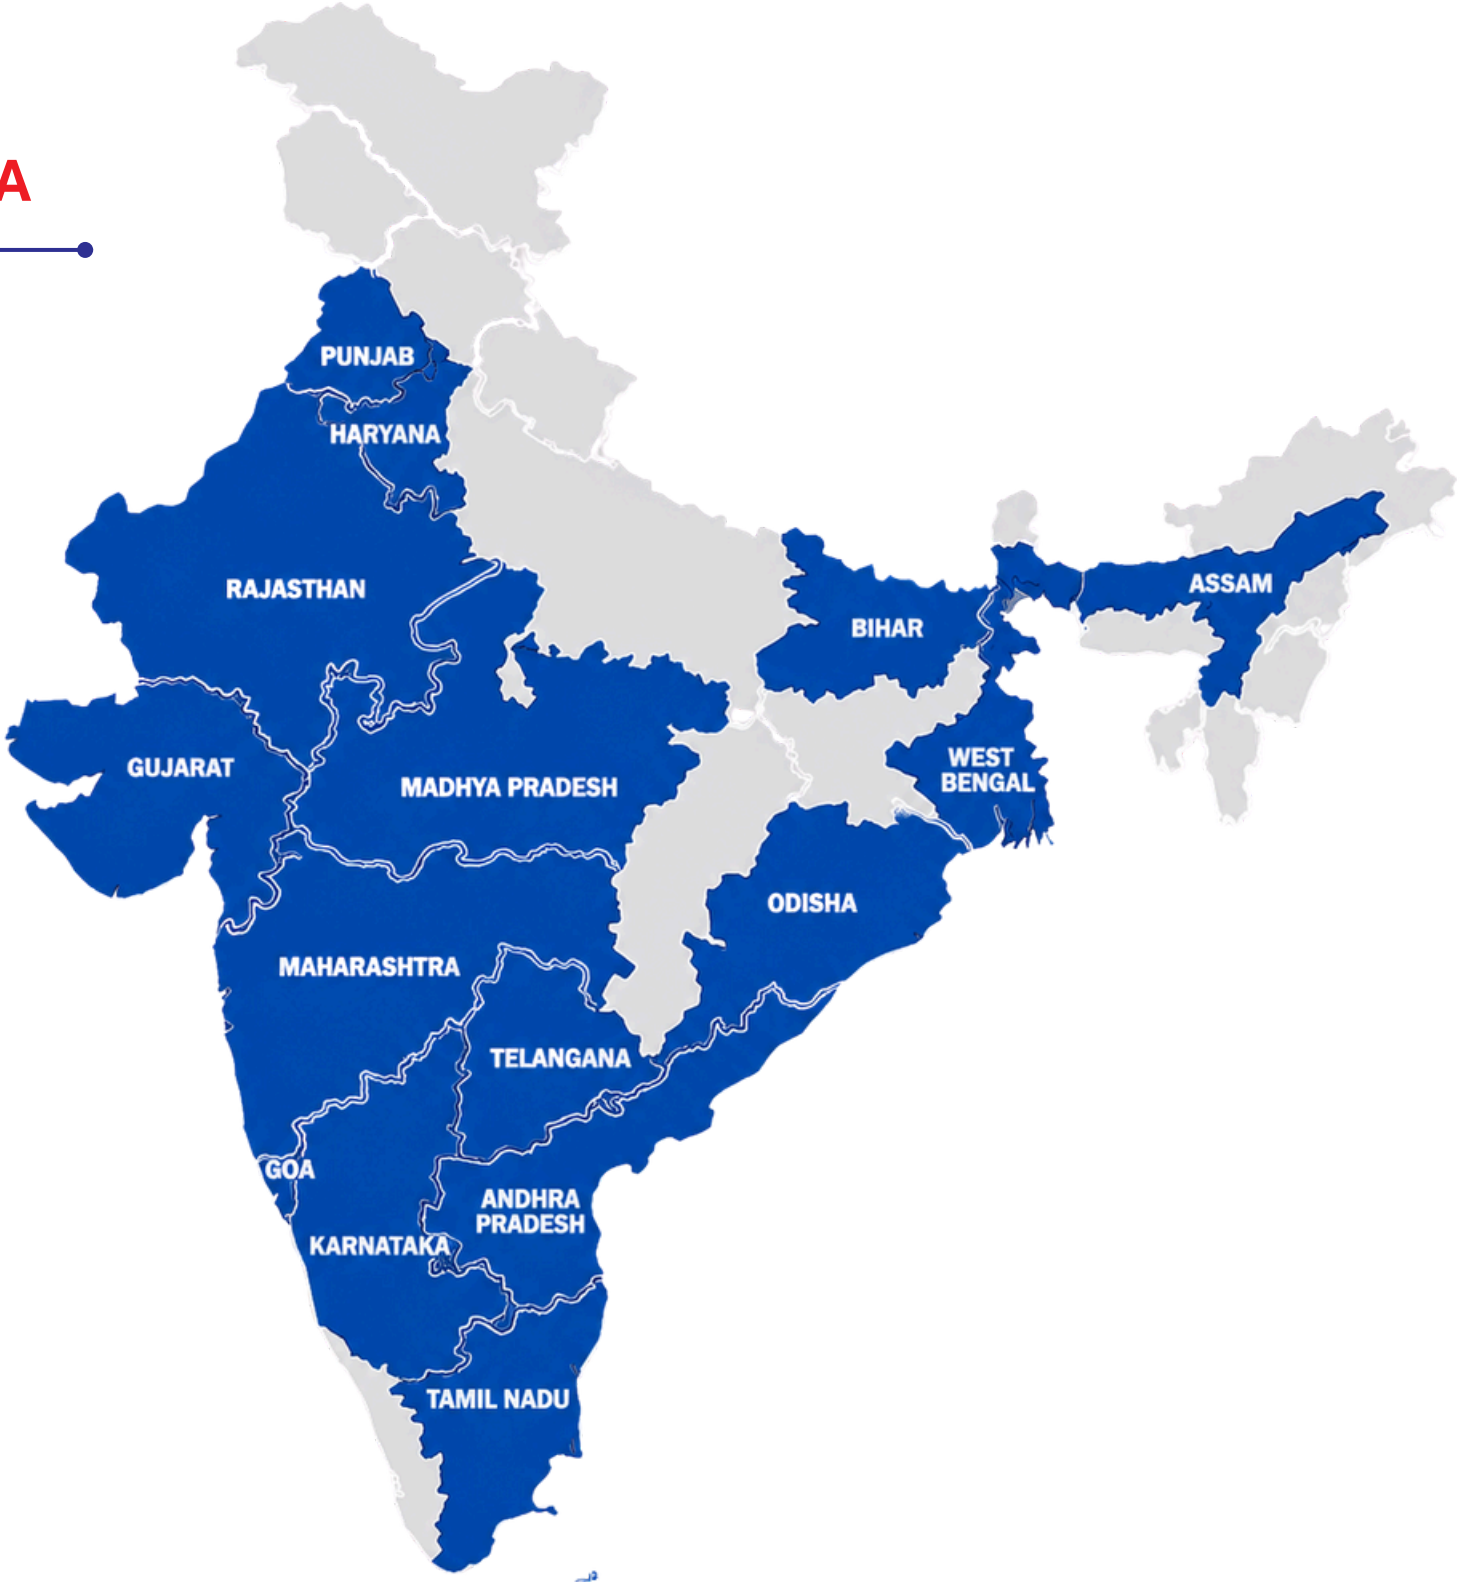 A
PUNJAB
HARYANA
RAJASTHAN
ASSAM
BIHAR
GUJARAT
MADHYA PRADESH
WEST
BENGAL
ODISHA
MAHARASHTRA
TELANGANA
GOA
ANDHRA
PRADESH
KARNATAKA
TAMIL NADU